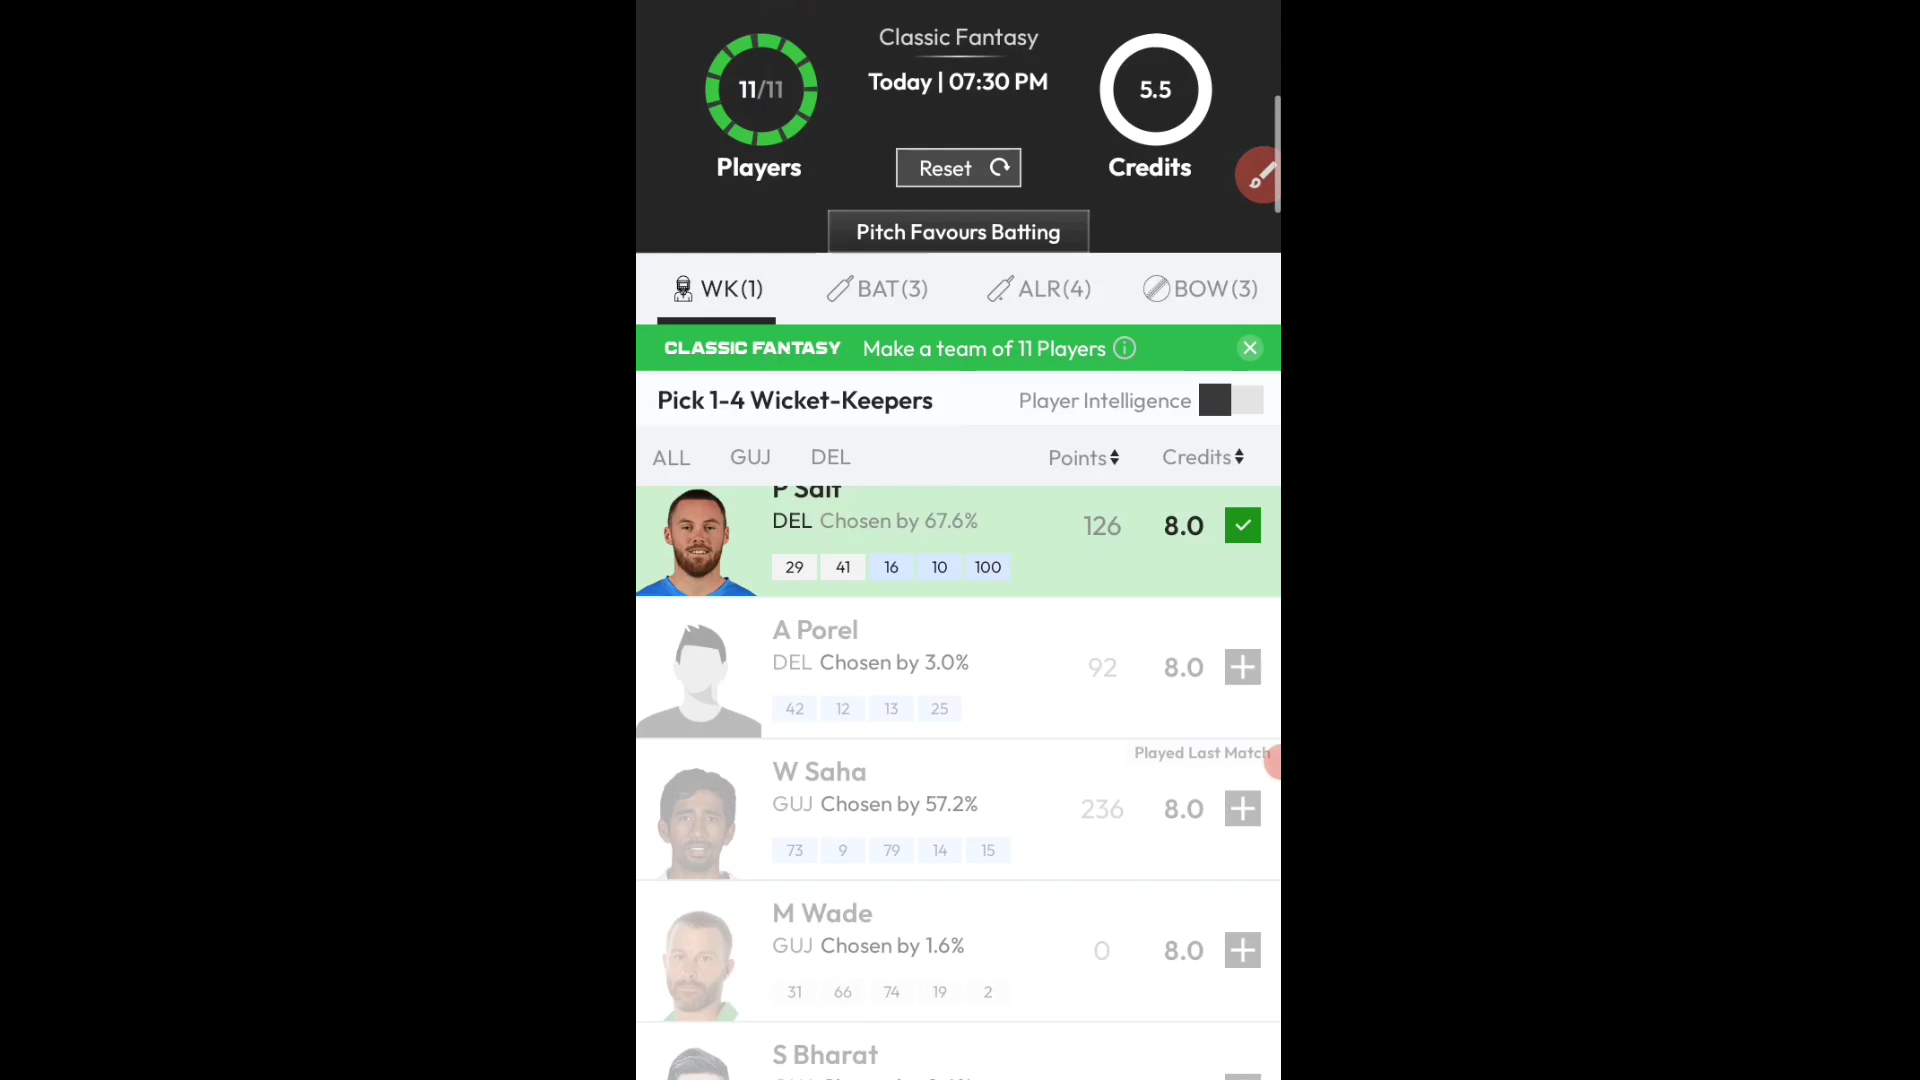 Classic Fantasy
11/11
Today | 07:30 PM
5.5
Players
Reset
Credits
Pitch Favours Batting
WK(1)
BAT(3)
ALR(4)
BOW(3)
CLASSIC FANTASY Make a team of 11 Players
Pick 1-4 Wicket-Keepers
Player Intelligence
ALL
GUJ
DEL
Points
Credits
P Salt
DEL Chosen by 67.6%
126
8.0
29 41 16 10 100
A Porel
DEL Chosen by 3.0%
92
8.0
42 12 13 25
Played Last Match
W Saha
GUJ Chosen by 57.2%
236
8.0
73 9 79 14 15
M Wade
GUJ Chosen by 1.6%
0
8.0
31 66 74 19 2
S Bharat